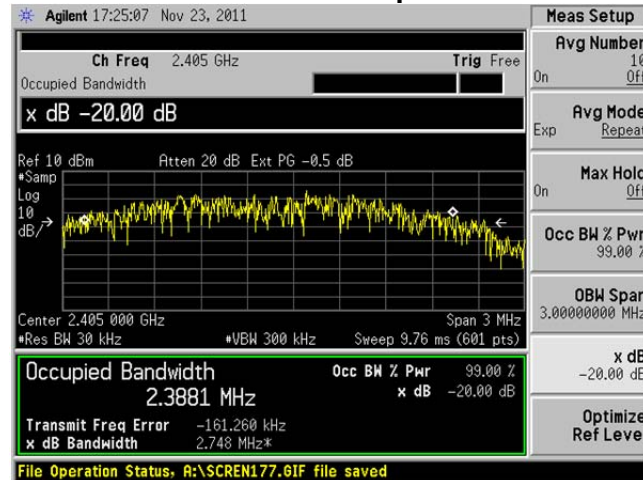 Agilent 17:25:07 Nov 23, 2011
Meas Setup
Ch Freq 2.405 GHz Trig Free
Occupied Bandwidth
x dB -20.00 dB
Ref 10 dBm Atten 20 dB Ext PG -0.5 dB
#Samp
Log
10
dB/
Center 2.405 000 GHz Span 3 MHz
#Res BW 30 kHz #VBW 300 kHz Sweep 9.76 ms (601 pts)
Occupied Bandwidth
2.3881 MHz
Occ BW % Pwr 99.00 %
x dB -20.00 dB
Transmit Freq Error -161.260 kHz
x dB Bandwidth 2.748 MHz*
File Operation Status, A:\SCREN177.GIF file saved
Avg Number
10
On Off
Avg Mode
Exp Repeat
Max Hold
On Off
Occ BW % Pwr
99.00 %
OBW Span
3.00000000 MHz
x dB
-20.00 dB
Optimize
Ref Level